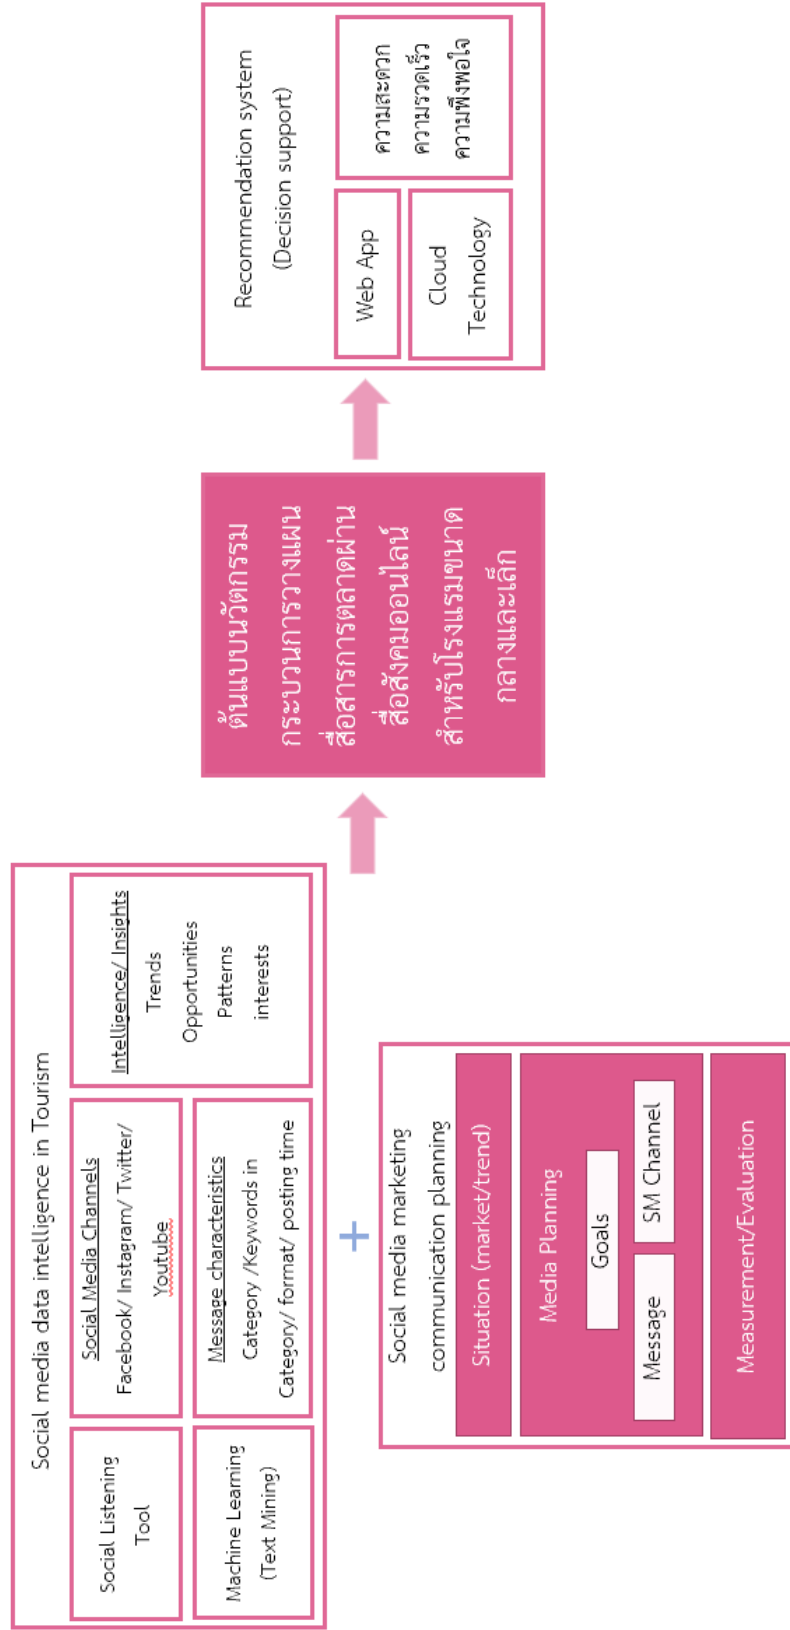 Social media data intelligence in Tourism
Social Listening
Tool
Machine Learning
(Text Mining)
Social Media Channels
Facebook/ Instagram/ Twitter/
Youtube
Message characteristics
Category /Keywords in
Category/ format/ posting time
Intelligence/ Insights
Trends
Opportunities
Patterns
interests
+
Social media marketing
communication planning
Situation (market/trend)
Media Planning
Goals
Message
SM Channel
Measurement/Evaluation
ต้นแบบนวัตกรรม
กระบวนการวางแผน
สื่อสารการตลาดผ่าน
สื่อสังคมออนไลน์
สำหรับโรงแรมขนาด
กลางและเล็ก
Recommendation system
(Decision support)
Web App
Cloud
Technology
ความสะดวก
ความรวดเร็ว
ความพึงพอใจ